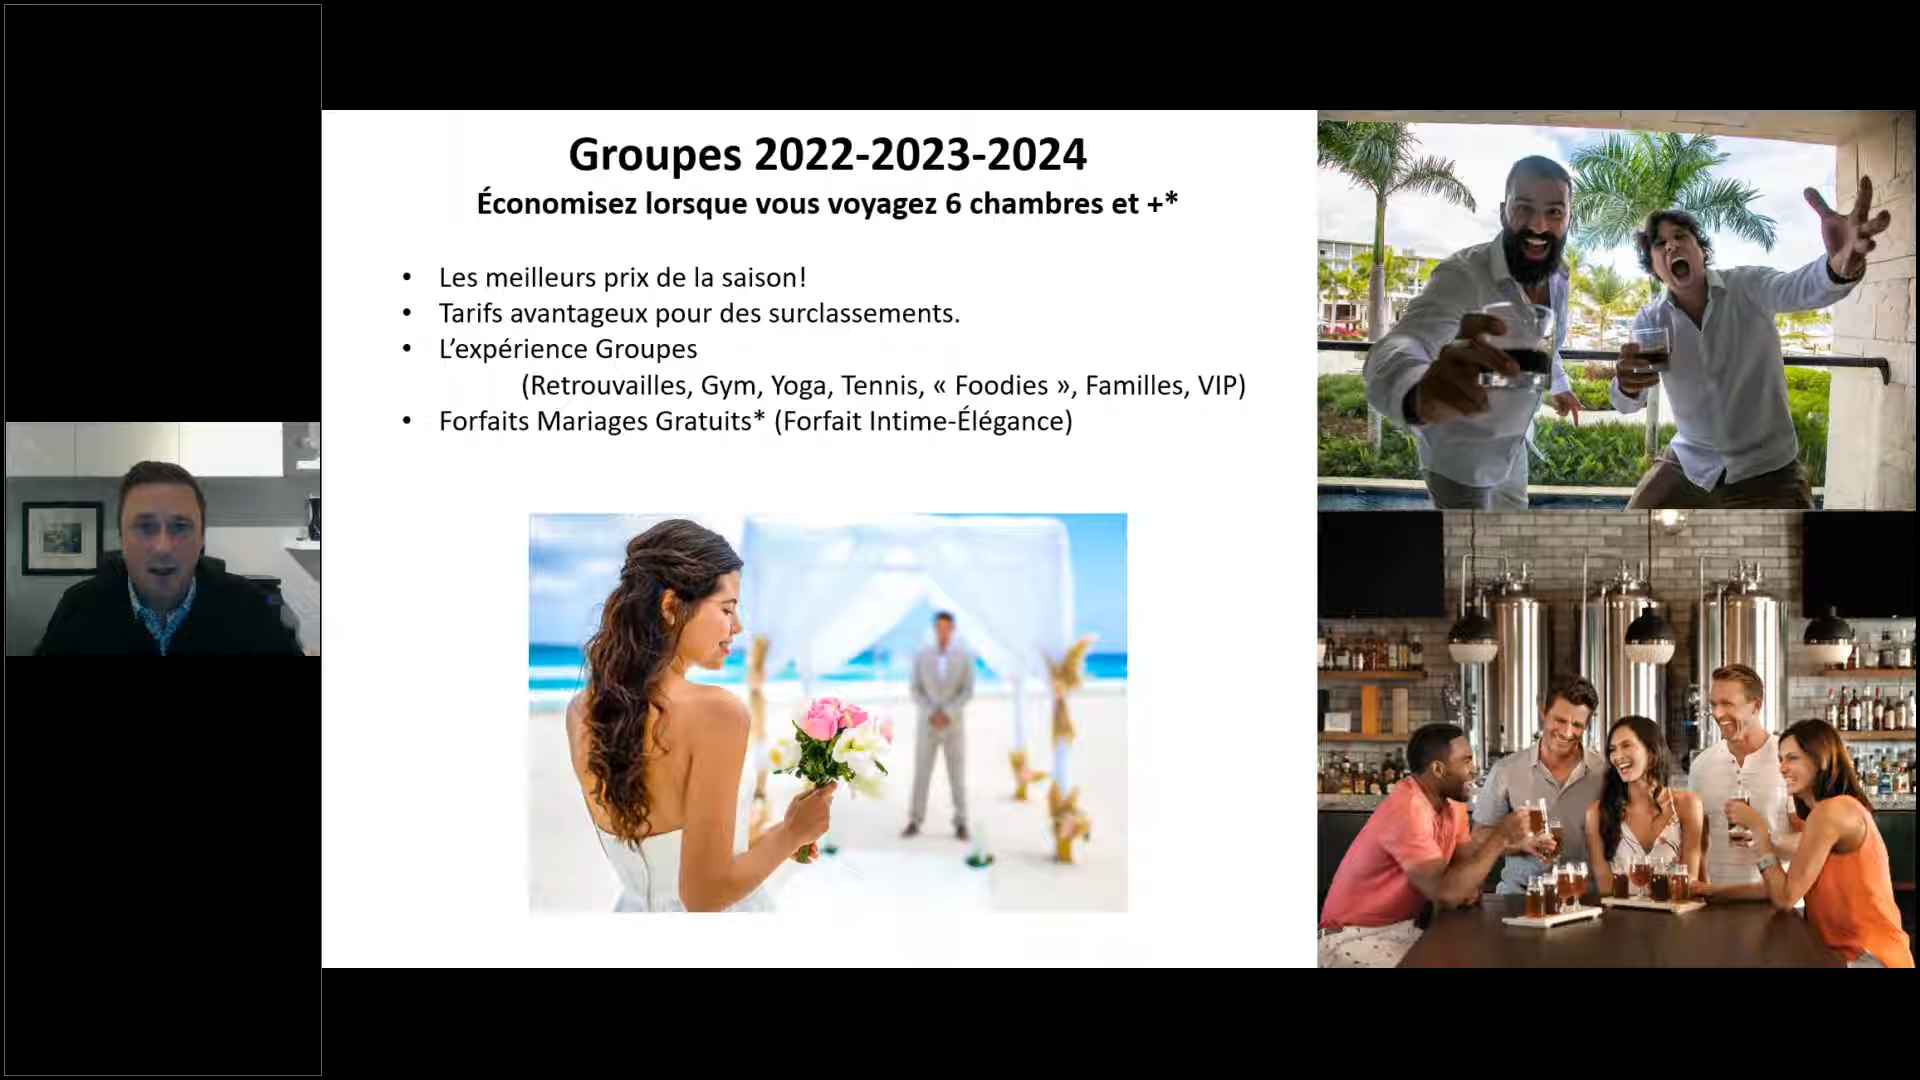 Groupes 2022-2023-2024
Économisez lorsque vous voyagez 6 chambres et +*
• Les meilleurs prix de la saison!
• Tarifs avantageux pour des surclassements.
• L’expérience Groupes
(Retrouvailles, Gym, Yoga, Tennis, « Foodies », Familles, VIP)
• Forfaits Mariages Gratuits* (Forfait Intime-Élégance)